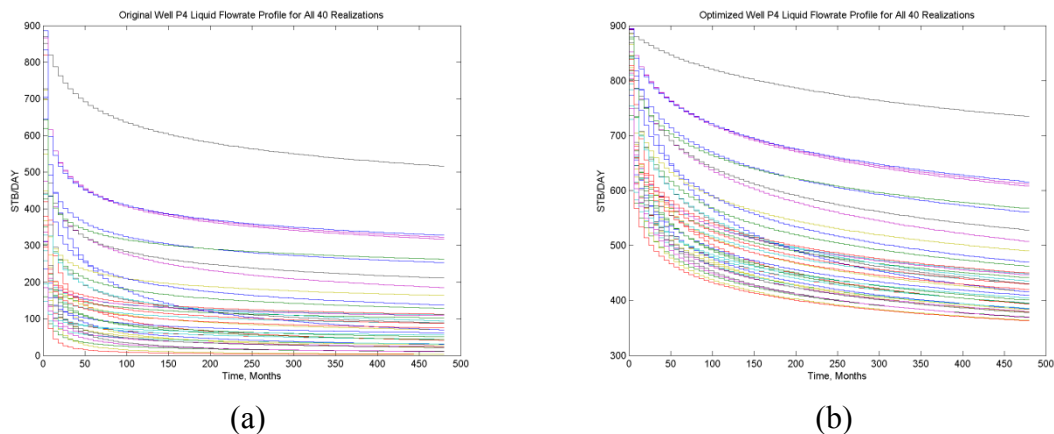 Original Well P4 Liquid Flowrate Profile for All 40 Realizations
900
800
700
600
500
400
300
200
100
0
STB/DAY
0 50 100 150 200 250 300 350 400 450 500
Time, Months
(a)
Optimized Well P4 Liquid Flowrate Profile for All 40 Realizations
900
800
700
600
500
400
300
STB/DAY
0 50 100 150 200 250 300 350 400 450 500
Time, Months
(b)